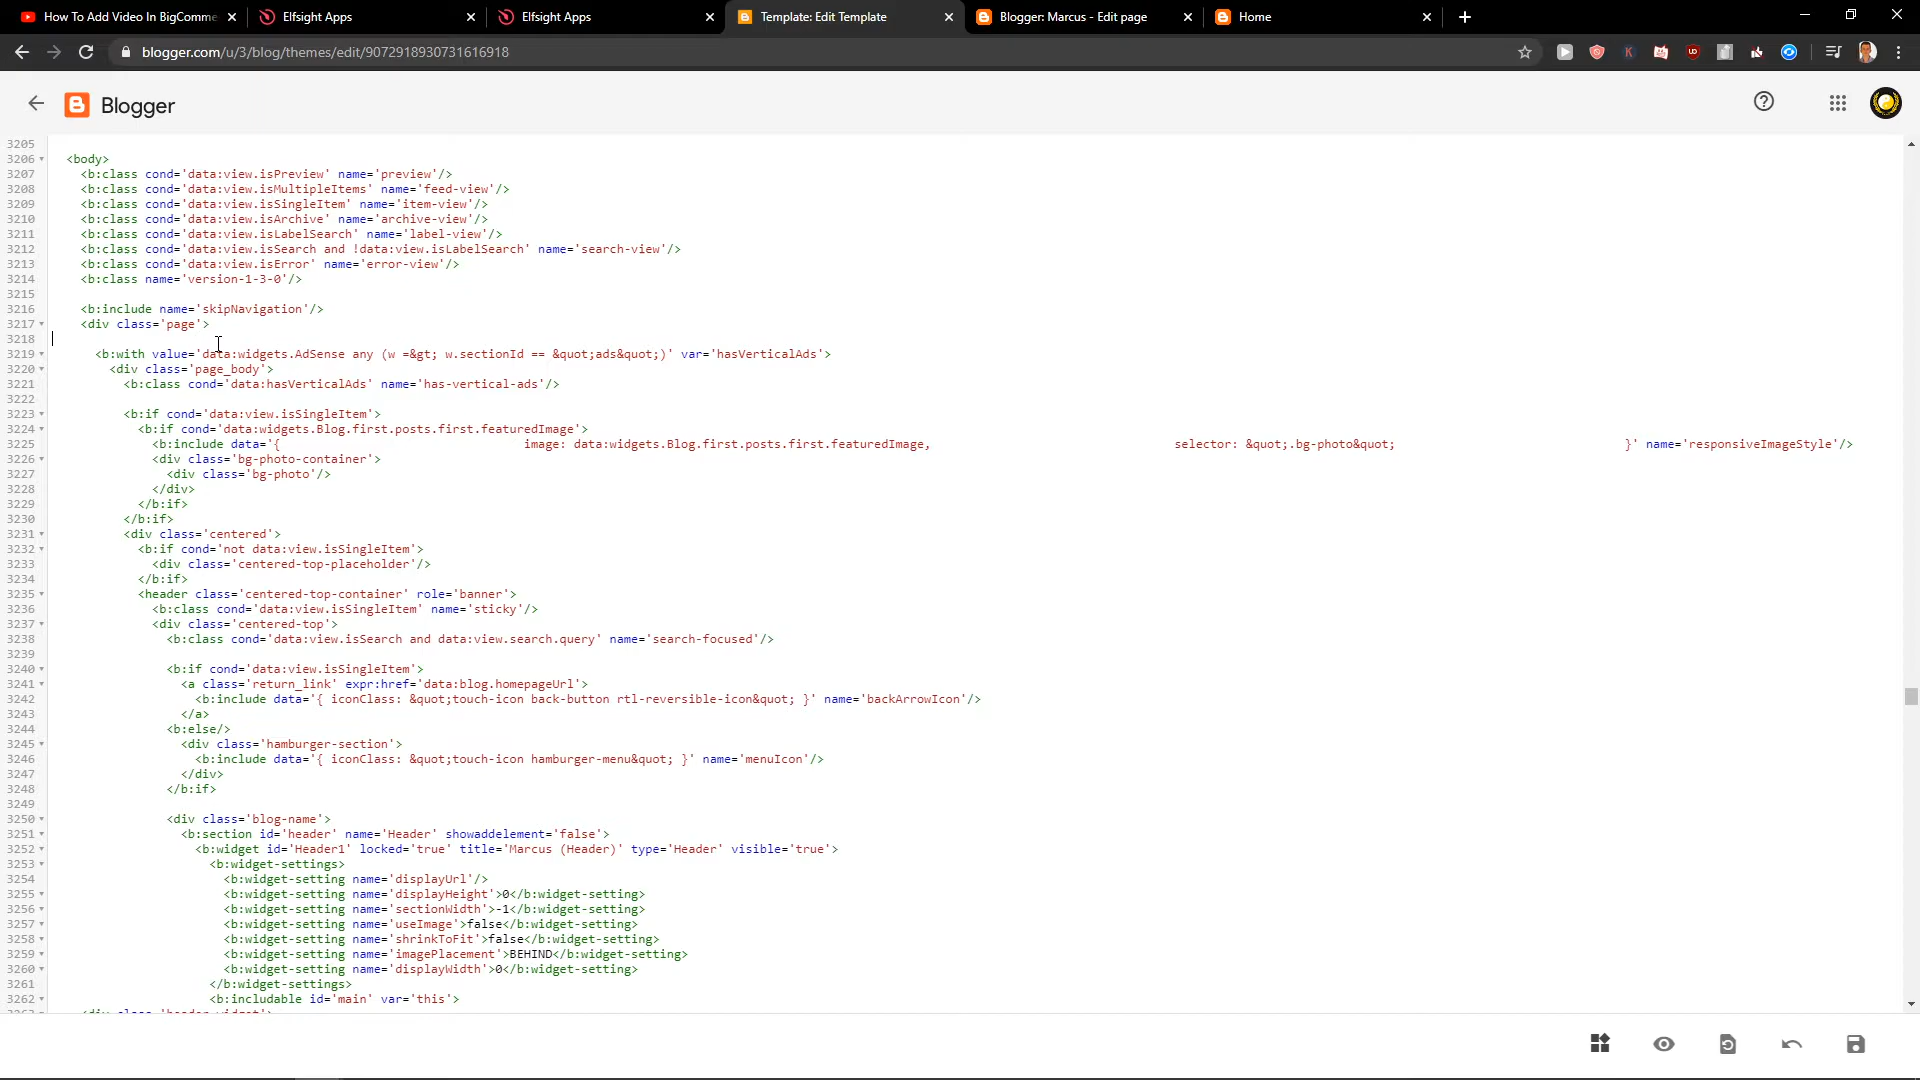 How To Add Video In BigComme
Elfsight Apps
Elfsight Apps
Template: Edit Template
Blogger: Marcus - Edit page
Home
blogger.com/u/3/blog/themes/edit/9072918930731616918
Blogger
3205
3206 <body>
3207 <b:class cond='data:view.isPreview' name='preview'/>
3208 <b:class cond='data:view.isMultipleItems' name='feed-view'/>
3209 <b:class cond='data:view.isSingleItem' name='item-view'/>
3210 <b:class cond='data:view.isArchive' name='archive-view'/>
3211 <b:class cond='data:view.isLabelSearch' name='label-view'/>
3212 <b:class cond='data:view.isSearch and !data:view.isLabelSearch' name='search-view'/>
3213 <b:class cond='data:view.isError' name='error-view'/>
3214 <b:class name='version-1-3-0'/>
3215
3216 <b:include name='skipNavigation'/>
3217 <div class='page'>
3218
3219 <b:with value='data:widgets.AdSense any (w =&gt; w.sectionId == &quot;ads&quot;)' var='hasVerticalAds'>
3220 <div class='page_body'>
3221 <b:class cond='data:hasVerticalAds' name='has-vertical-ads'/>
3222
3223 <b:if cond='data:view.isSingleItem'>
3224 <b:if cond='data:widgets.Blog.first.posts.first.featuredImage'>
3225 <b:include data='{ image: data:widgets.Blog.first.posts.first.featuredImage, selector: &quot;.bg-photo&quot; }' name='responsiveImageStyle'/>
3226 <div class='bg-photo-container'>
3227 <div class='bg-photo'/>
3228 </div>
3229 </b:if>
3230 </b:if>
3231 <div class='centered'>
3232 <b:if cond='not data:view.isSingleItem'>
3233 <div class='centered-top-placeholder'/>
3234 </b:if>
3235 <header class='centered-top-container' role='banner'>
3236 <b:class cond='data:view.isSingleItem' name='sticky'/>
3237 <div class='centered-top'>
3238 <b:class cond='data:view.isSearch and data:view.search.query' name='search-focused'/>
3239
3240 <b:if cond='data:view.isSingleItem'>
3241 <a class='return_link' expr:href='data:blog.homepageUrl'>
3242 <b:include data='{ iconClass: &quot;touch-icon back-button rtl-reversible-icon&quot; }' name='backArrowIcon'/>
3243 </a>
3244 <b:else/>
3245 <div class='hamburger-section'>
3246 <b:include data='{ iconClass: &quot;touch-icon hamburger-menu&quot; }' name='menuIcon'/>
3247 </div>
3248 </b:if>
3249
3250 <div class='blog-name'>
3251 <b:section id='header' name='Header' showaddelement='false'>
3252 <b:widget id='Header1' locked='true' title='Marcus (Header)' type='Header' visible='true'>
3253 <b:widget-settings>
3254 <b:widget-setting name='displayUrl'/>
3255 <b:widget-setting name='displayHeight'>0</b:widget-setting>
3256 <b:widget-setting name='sectionWidth'>-1</b:widget-setting>
3257 <b:widget-setting name='useImage'>false</b:widget-setting>
3258 <b:widget-setting name='shrinkToFit'>false</b:widget-setting>
3259 <b:widget-setting name='imagePlacement'>BEHIND</b:widget-setting>
3260 <b:widget-setting name='displayWidth'>0</b:widget-setting>
3261 </b:widget-settings>
3262 <b:includable id='main' var='this'>
3263 <div class='header-widget'>